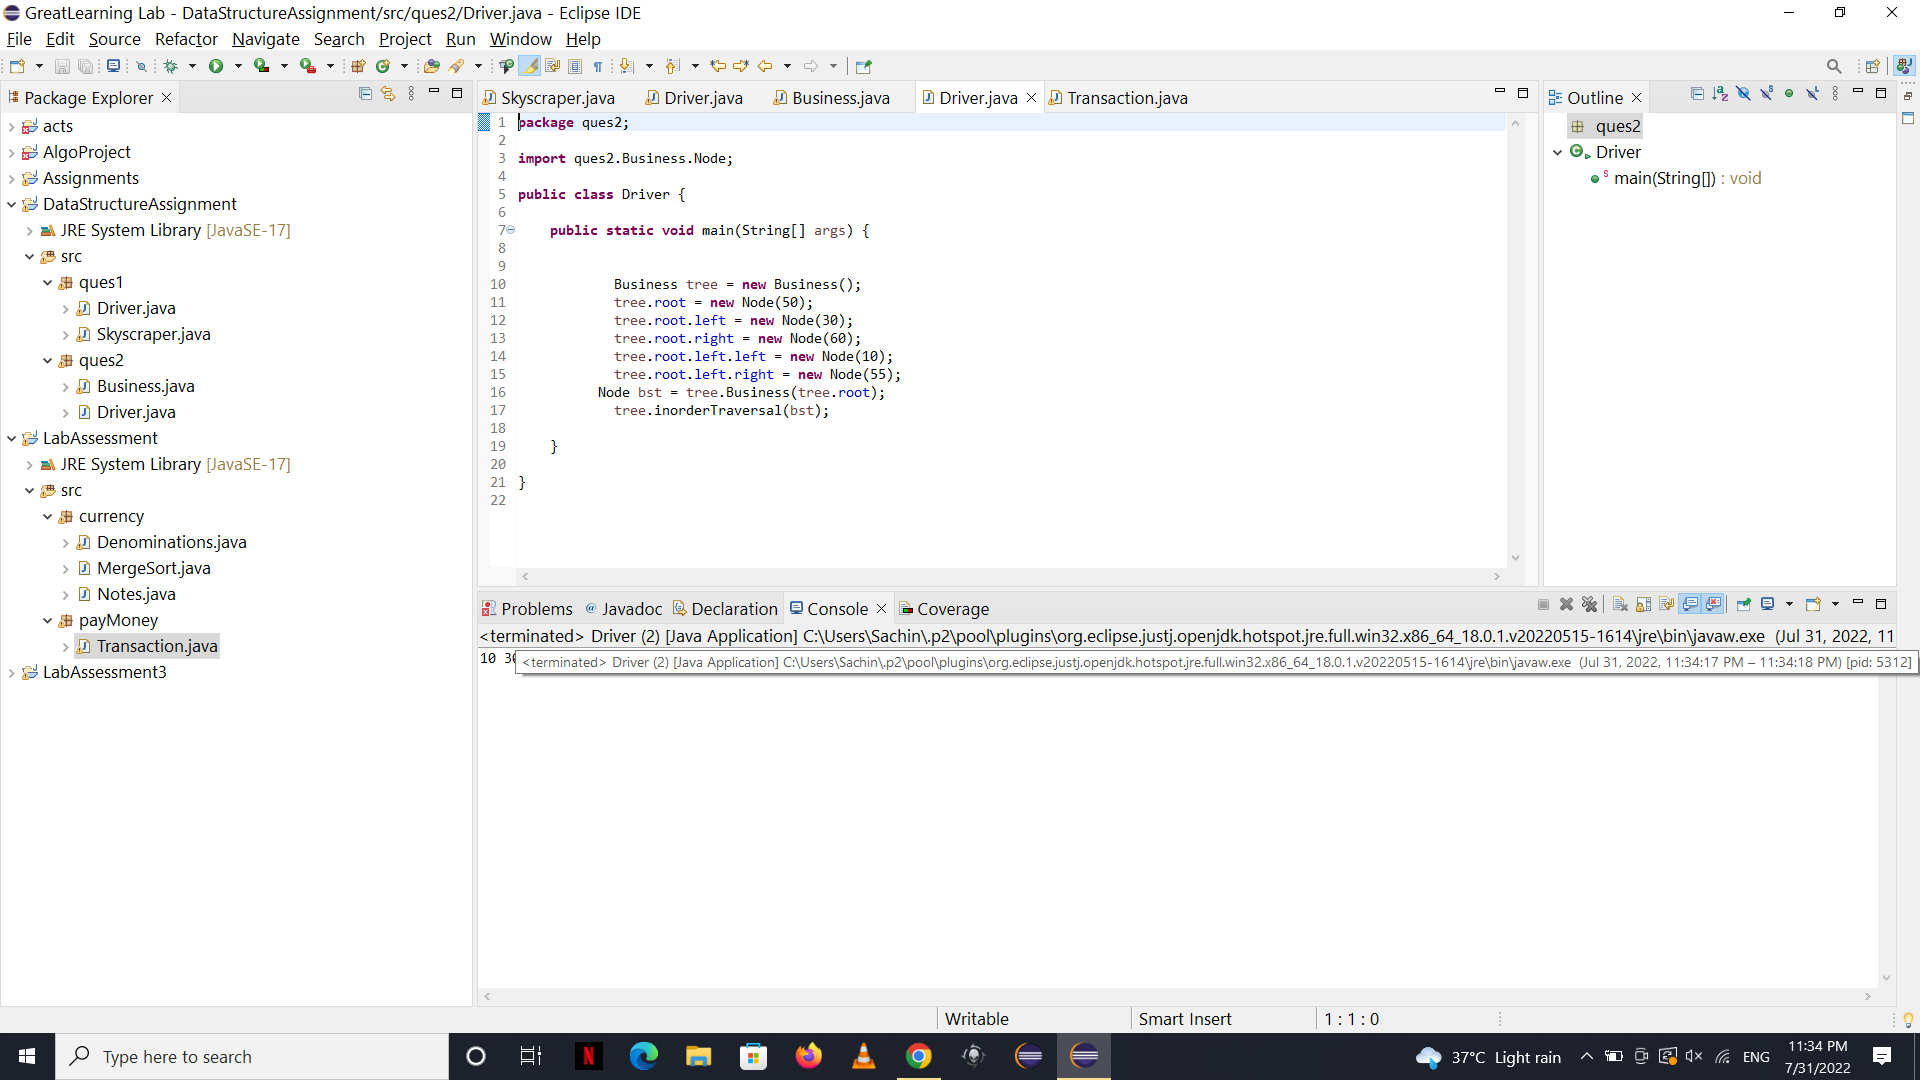 GreatLearning Lab - DataStructureAssignment/src/ques2/Driver.java - Eclipse IDE
File Edit Source Refactor Navigate Search Project Run Window Help
Package Explorer
acts
AlgoProject
Assignments
DataStructureAssignment
JRE System Library [JavaSE-17]
src
ques1
Driver.java
Skyscraper.java
ques2
Business.java
Driver.java
LabAssessment
JRE System Library [JavaSE-17]
src
currency
Denominations.java
MergeSort.java
Notes.java
payMoney
Transaction.java
LabAssessment3
Skyscraper.java Driver.java Business.java Driver.java Transaction.java
1 package ques2;
2
3 import ques2.Business.Node;
4
5 public class Driver {
6
7 public static void main(String[] args) {
8
9
10 Business tree = new Business();
11 tree.root = new Node(50);
12 tree.root.left = new Node(30);
13 tree.root.right = new Node(60);
14 tree.root.left.left = new Node(10);
15 tree.root.left.right = new Node(55);
16 Node bst = tree.Business(tree.root);
17 tree.inorderTraversal(bst);
18
19 }
20
21 }
22
Outline
ques2
Driver
main(String[]) : void
Problems Javadoc Declaration Console Coverage
<terminated> Driver (2) [Java Application] C:\Users\Sachin\.p2\pool\plugins\org.eclipse.justj.openjdk.hotspot.jre.full.win32.x86_64_18.0.1.v20220515-1614\jre\bin\javaw.exe (Jul 31, 2022, 11
10 30
<terminated> Driver (2) [Java Application] C:\Users\Sachin\.p2\pool\plugins\org.eclipse.justj.openjdk.hotspot.jre.full.win32.x86_64_18.0.1.v20220515-1614\jre\bin\javaw.exe (Jul 31, 2022, 11:34:17 PM – 11:34:18 PM) [pid: 5312]
Writable Smart Insert 1 : 1 : 0
Type here to search
37°C Light rain ENG
11:34 PM
7/31/2022